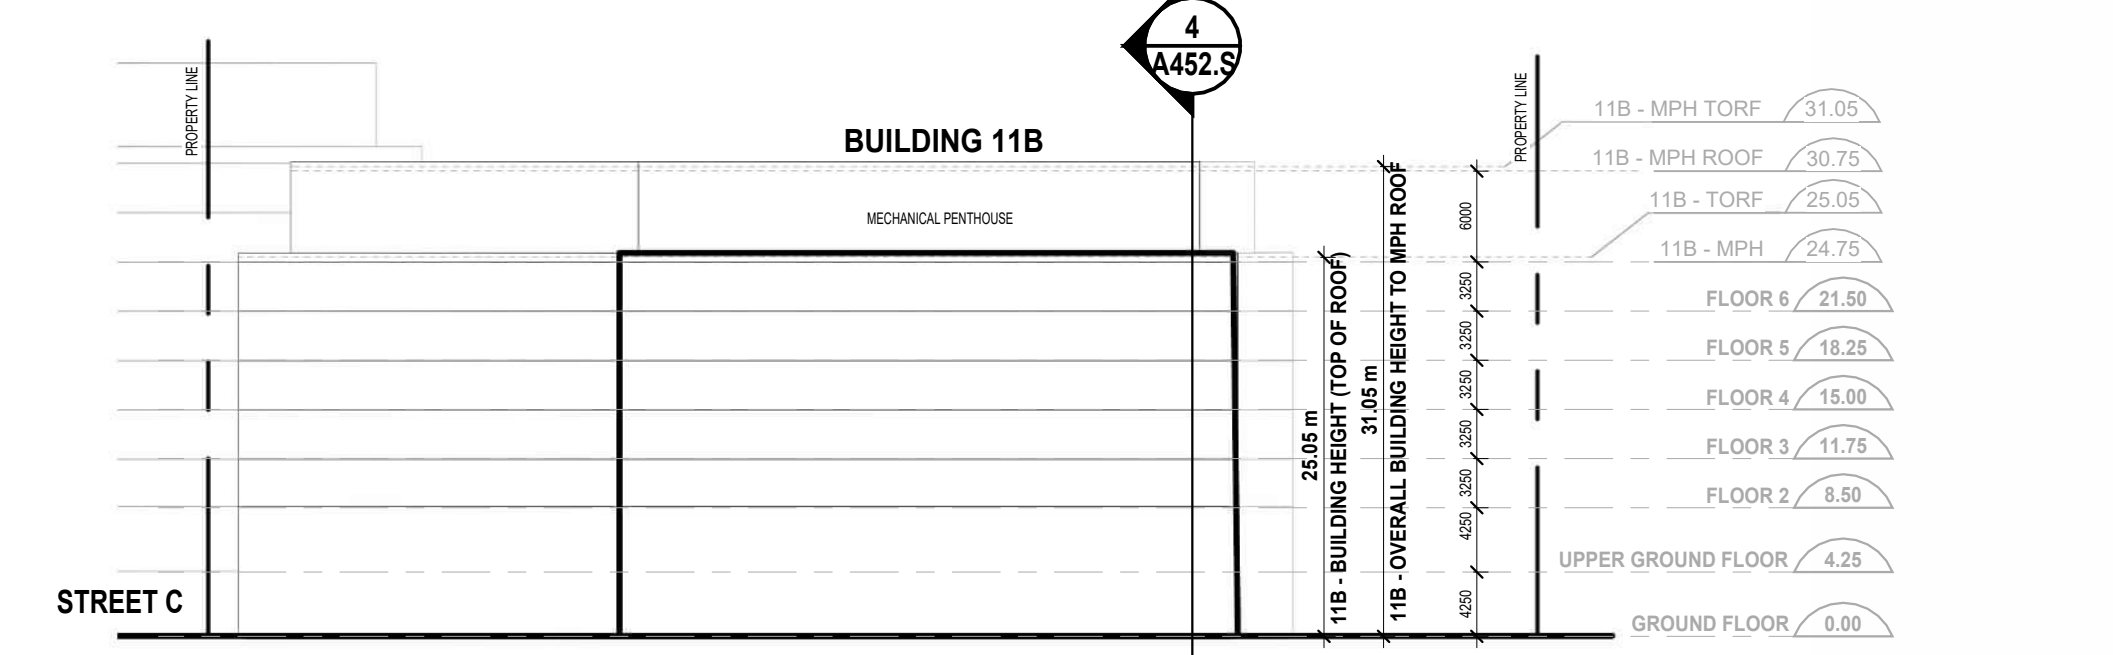 4
A452.S
PROPERTY LINE
PROPERTY LINE
BUILDING 11B
MECHANICAL PENTHOUSE
11B - MPH TORF 31.05
11B - MPH ROOF 30.75
11B - TORF 25.05
11B - MPH 24.75
FLOOR 6 21.50
FLOOR 5 18.25
FLOOR 4 15.00
FLOOR 3 11.75
FLOOR 2 8.50
UPPER GROUND FLOOR 4.25
GROUND FLOOR 0.00
25.05 m
11B - BUILDING HEIGHT (TOP OF ROOF)
31.05 m
11B - OVERALL BUILDING HEIGHT TO MPH ROOF
6000
3250
3250
3250
3250
3250
4250
4250
STREET C